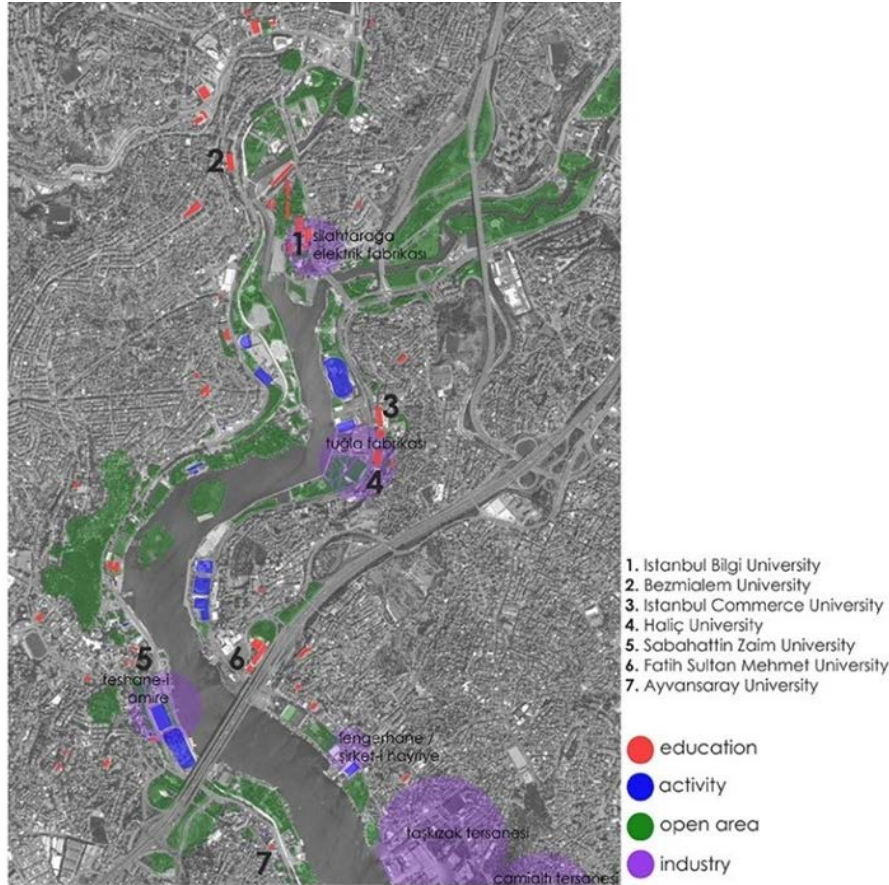 2
1
silahtarağa
elektrik fabrikası
3
tuğla fabrikası
4
5
feshane-i
amire
6
lengerhane /
şirket-i hayriye
taşkızak tersanesi
7
camialtı tersanesi
1. Istanbul Bilgi University
2. Bezmialem University
3. Istanbul Commerce University
4. Haliç University
5. Sabahattin Zaim University
6. Fatih Sultan Mehmet University
7. Ayvansaray University
education
activity
open area
industry